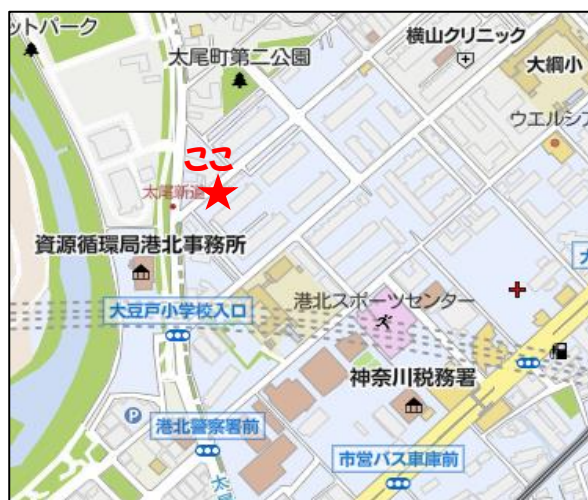 ットパーク
太尾町第二公園
横山クリニック
大綱小
ウエルシア
ここ
太尾新道
資源循環局港北事務所
大豆戸小学校入口
港北スポーツセンター
神奈川税務署
港北警察署前
市営バス車庫前
太尾